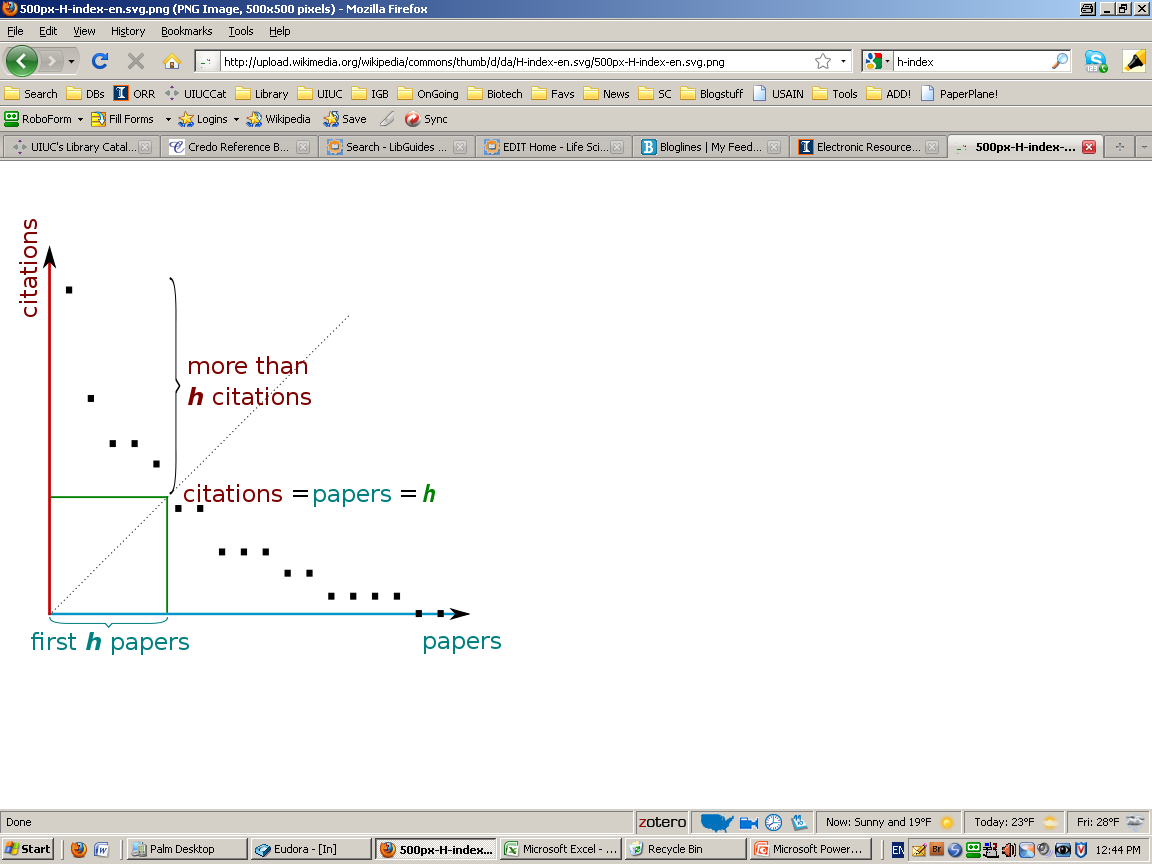 500px-H-index-en.svg.png (PNG Image, 500x500 pixels) - Mozilla Firefox
File Edit View History Bookmarks Tools Help
http://upload.wikimedia.org/wikipedia/commons/thumb/d/da/H-index-en.svg/500px-H-index-en.svg.png h-index
Search DBs ORR UIUCCat Library UIUC IGB OnGoing Biotech Favs News SC Blogstuff USAIN Tools ADD! PaperPlane!
RoboForm Fill Forms Logins Wikipedia Save Sync
UIUC's Library Catal... Credo Reference B... Search - LibGuides ... EDIT Home - Life Sci... Bloglines | My Feed... Electronic Resource... 500px-H-index-...
citations
more than
h citations
citations = papers = h
first h papers
papers
Done zotero Now: Sunny and 19°F Today: 23°F Fri: 28°F
Start Palm Desktop Eudora - [In] 500px-H-index... Microsoft Excel - ... Recycle Bin Microsoft Power... EN 12:44 PM